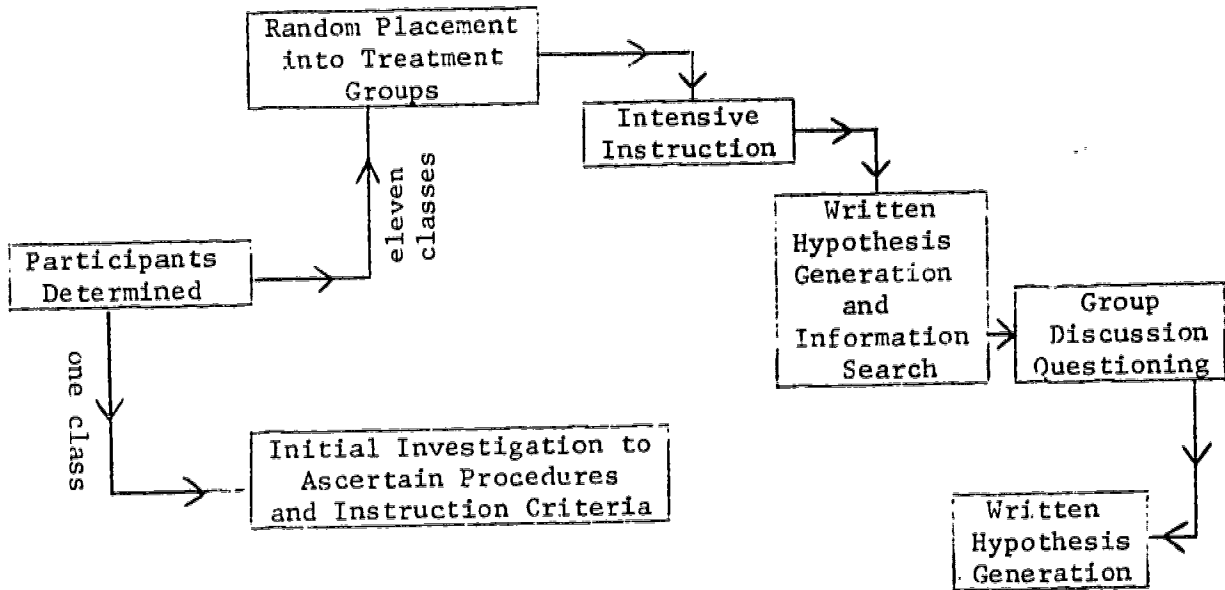 Random Placement
into Treatment
Groups
Intensive
Instruction
eleven
classes
Written
Hypothesis
Generation
and
Information
Search
Participants
Determined
Group
Discussion
Questioning
one class
Initial Investigation to
Ascertain Procedures
and Instruction Criteria
Written
Hypothesis
Generation